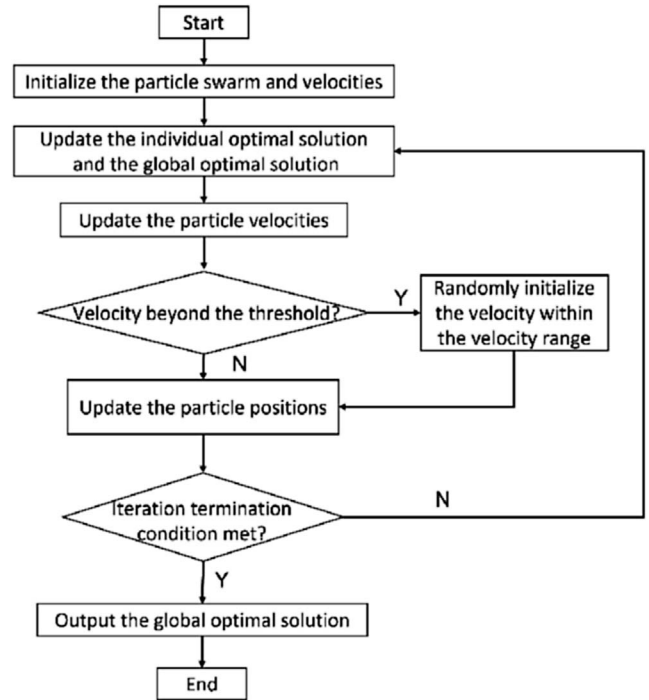 Start
Initialize the particle swarm and velocities
Update the individual optimal solution
and the global optimal solution
Update the particle velocities
Velocity beyond the threshold?
Y
Randomly initialize
the velocity within
the velocity range
N
Update the particle positions
Iteration termination
condition met?
N
Y
Output the global optimal solution
End